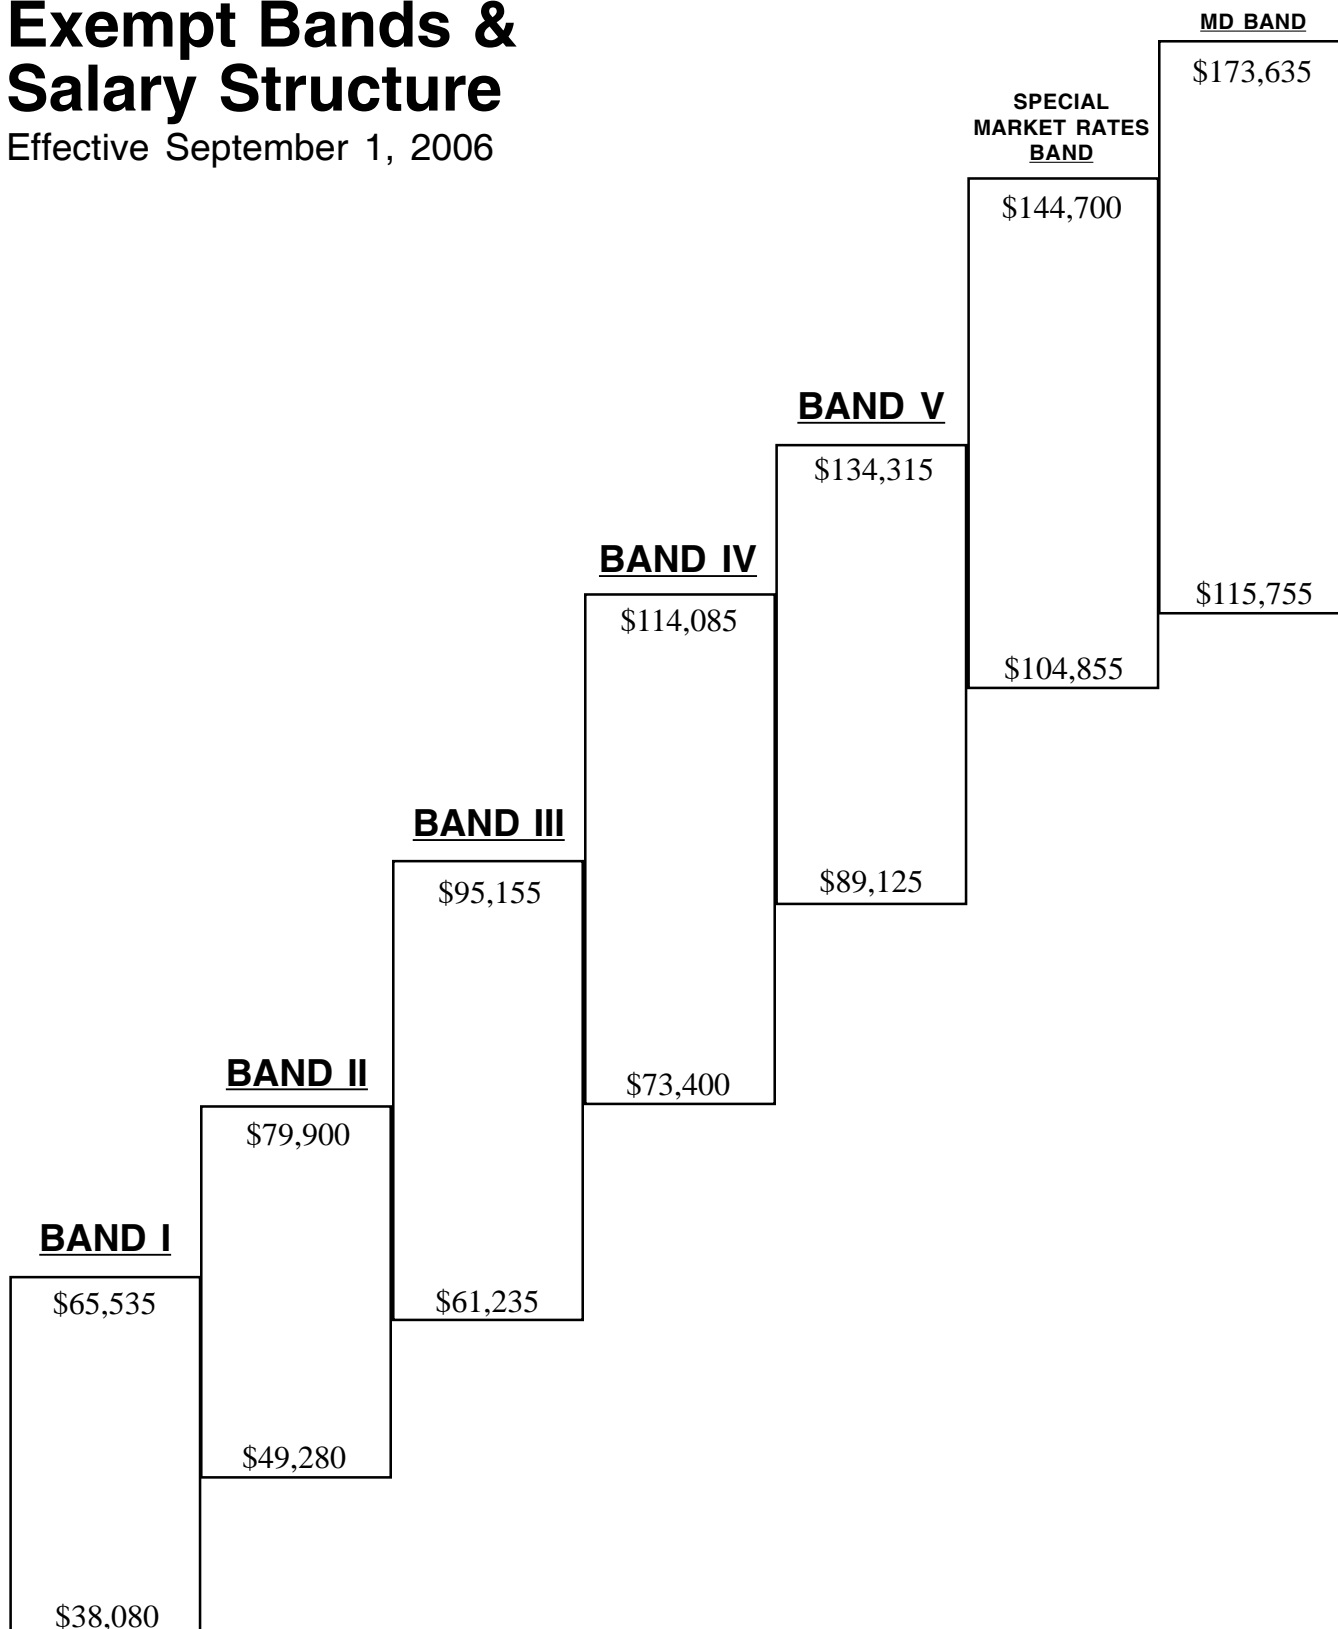 Exempt Bands &
Salary Structure
Effective September 1, 2006
MD BAND
$173,635
$115,755
SPECIAL
MARKET RATES
BAND
$144,700
$104,855
BAND V
$134,315
$89,125
BAND IV
$114,085
$73,400
BAND III
$95,155
$61,235
BAND II
$79,900
$49,280
BAND I
$65,535
$38,080